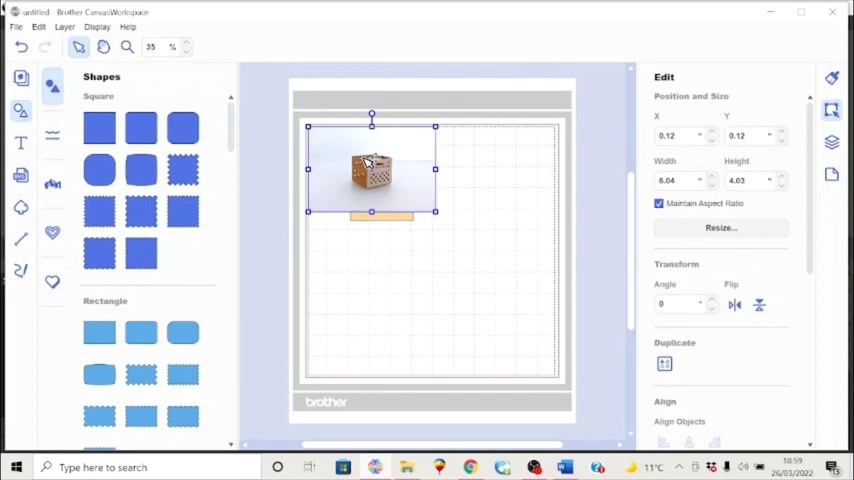 untitled - Brother CanvasWorkspace
File Edit Layer Display Help
35 %
Shapes
Square
Rectangle
brother
Edit
Position and Size
X Y
0.12 " 0.12 "
Width Height
6.04 " 4.03 "
Maintain Aspect Ratio
Resize...
Transform
Angle Flip
0 °
Duplicate
Align
Align Objects
Type here to search
11°C
18:59
26/03/2022